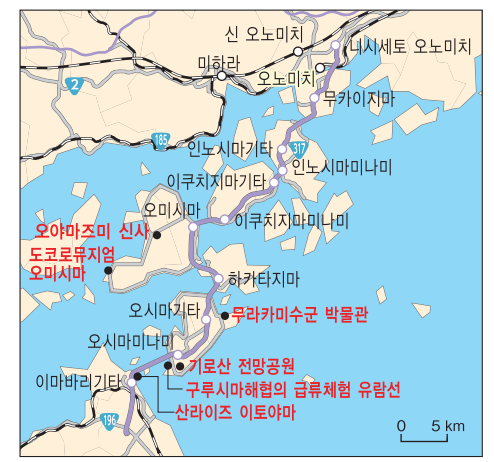 신 오노미치
니시세토 오노미치
미하라
오노미치
2
무카이지마
185
인노시마기타
317
인노시마미나미
이쿠치지마기타
오미시마
이쿠치지마미나미
오야마즈미 신사
도코로뮤지엄
오미시마
하카타지마
오시마기타
무라카미수군 박물관
오시마미나미
기로산 전망공원
이마바리기타
구루시마해협의 급류체험 유람선
산라이즈 이토야마
196
0 5 km